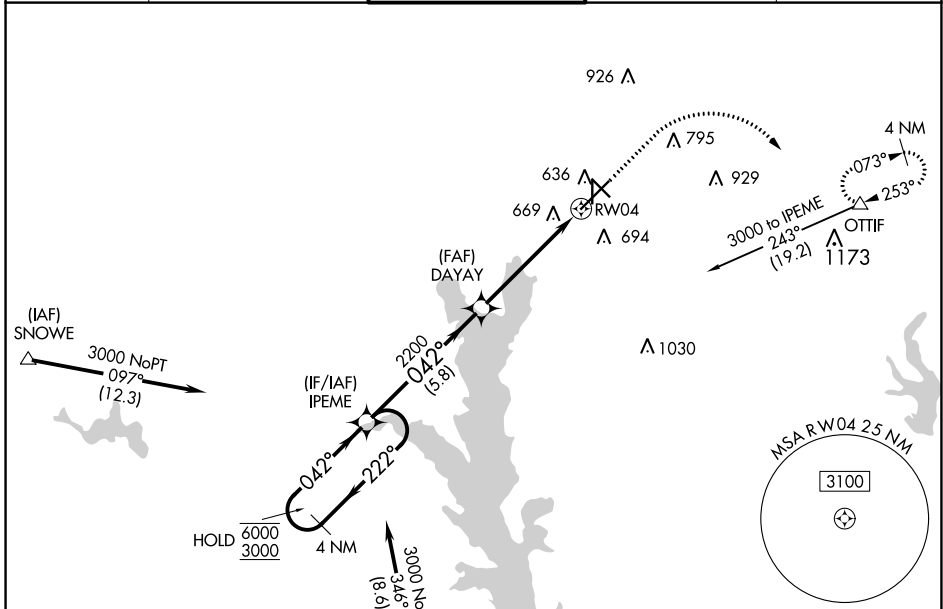 926
4 NM
795
073°
636
929
253°
RW04
669
3000 to IPEME
OTTIF
694
243°
(19.2)
1173
(FAF)
DAYAY
(IAF)
SNOWE
3000 NoPT
2200
1030
097°
042°
(12.3)
(IF/IAF)
(5.8)
IPEME
MSA RW04 25 NM
042°
222°
3100
HOLD 6000
3000
4 NM
3000 No
346°
(8.6)